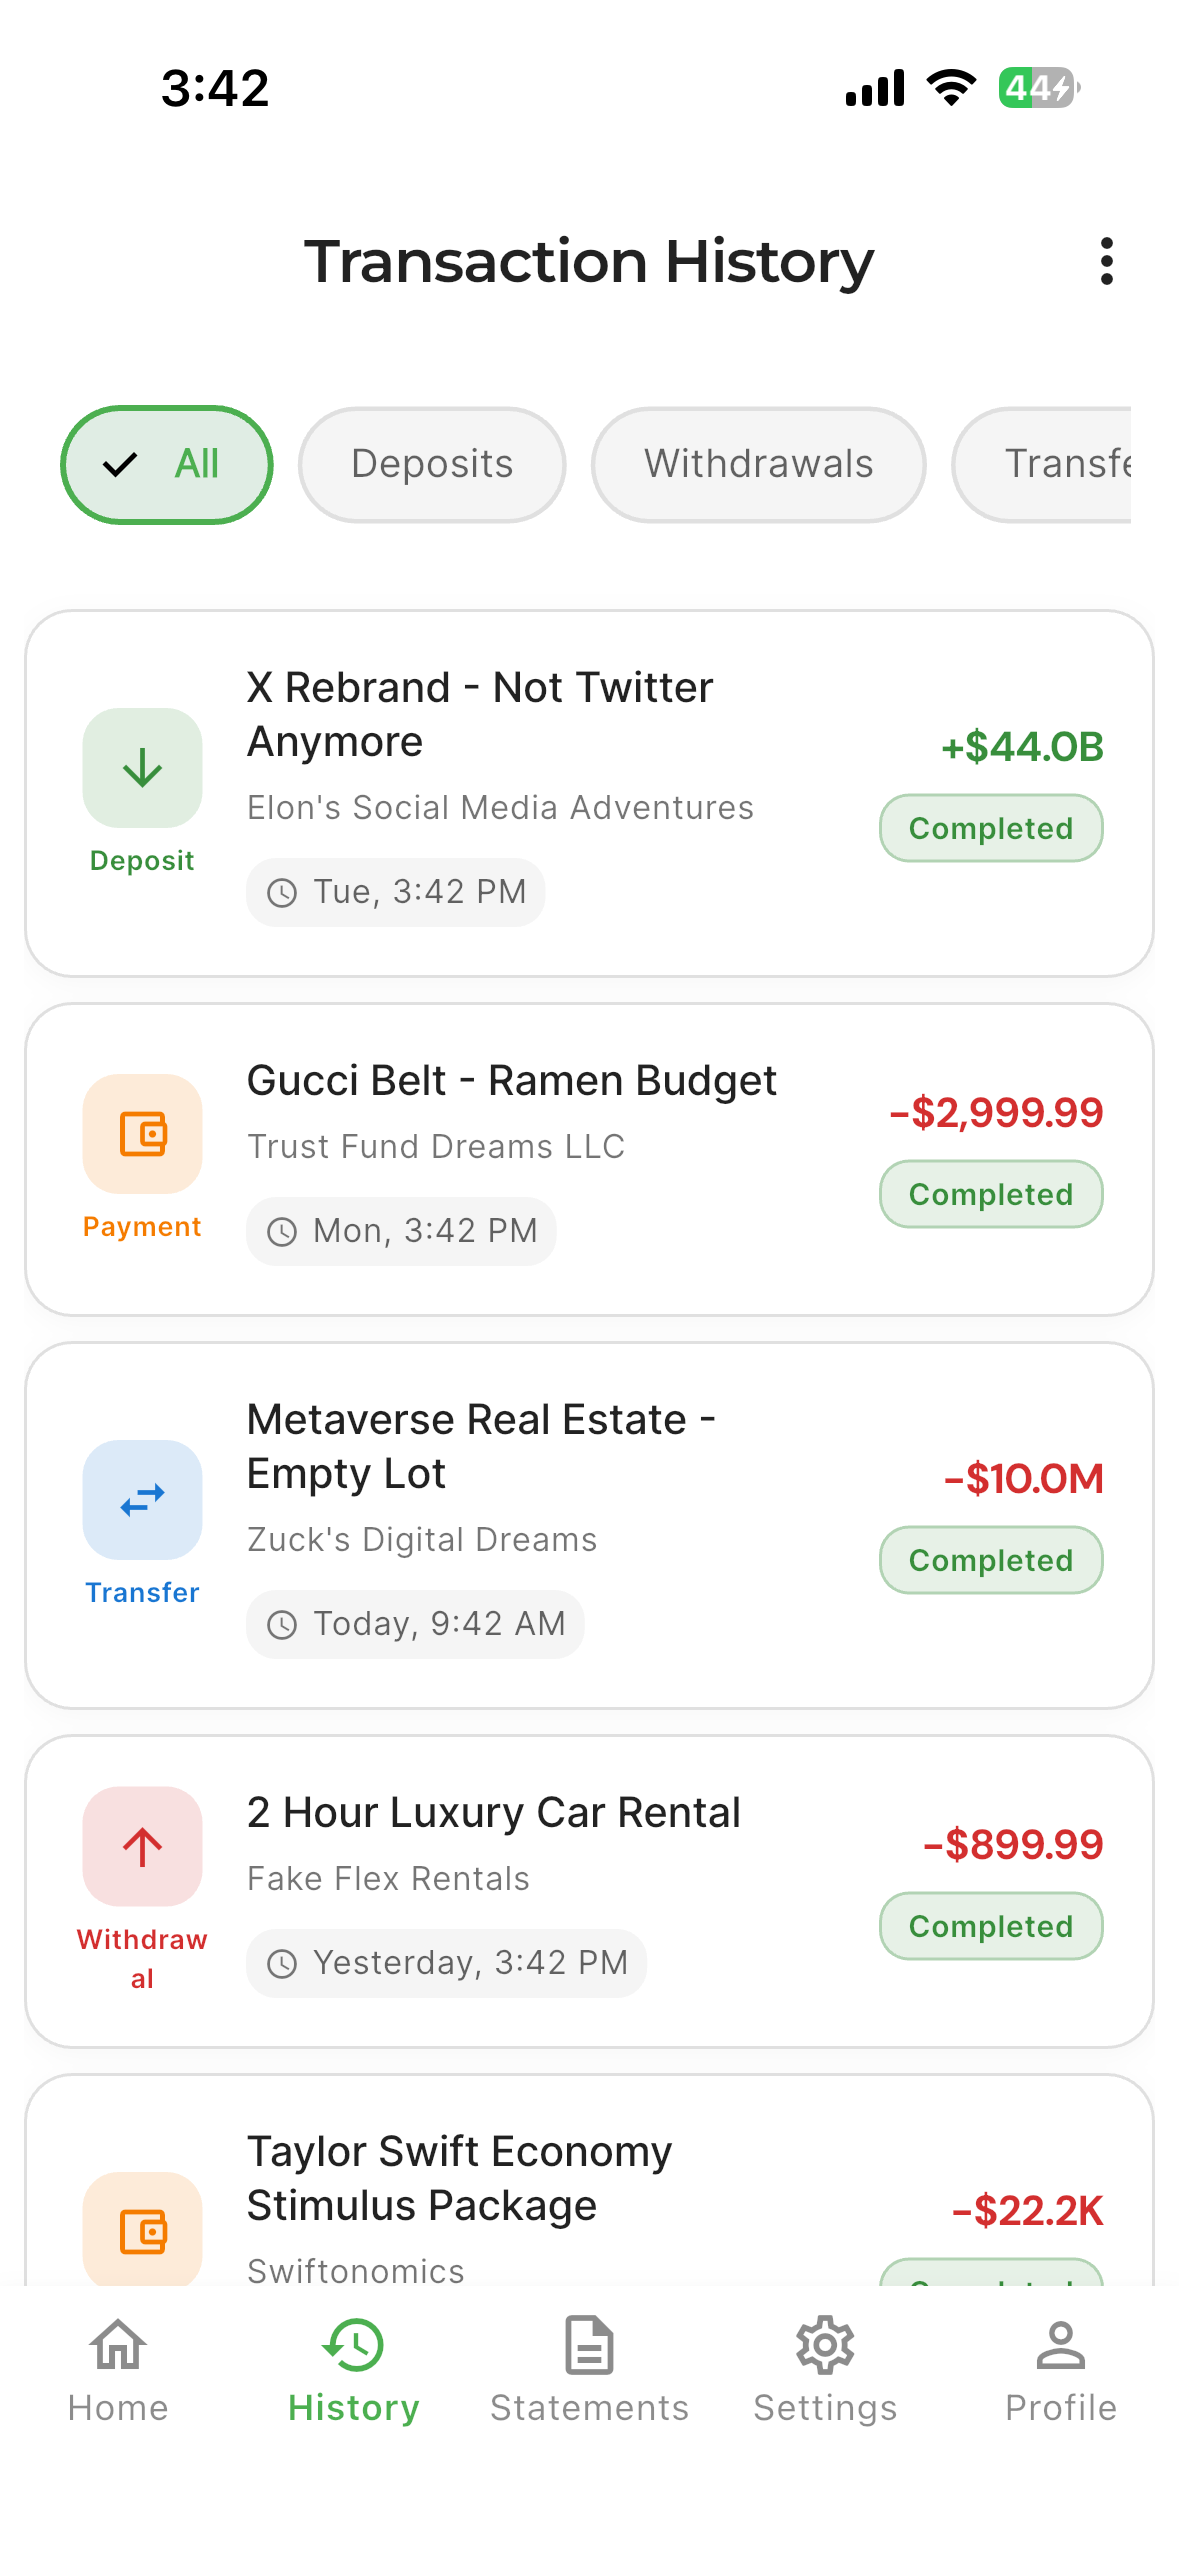 3:42
44
Transaction History
All
Deposits
Withdrawals
Transfe
X Rebrand - Not Twitter
Anymore
+$44.0B
Elon's Social Media Adventures
Completed
Deposit
Tue, 3:42 PM
Gucci Belt - Ramen Budget
-$2,999.99
Trust Fund Dreams LLC
Completed
Payment
Mon, 3:42 PM
Metaverse Real Estate -
Empty Lot
-$10.0M
Zuck's Digital Dreams
Completed
Transfer
Today, 9:42 AM
2 Hour Luxury Car Rental
-$899.99
Fake Flex Rentals
Completed
Withdraw
al
Yesterday, 3:42 PM
Taylor Swift Economy
Stimulus Package
-$22.2K
Swiftonomics
Home
History
Statements
Settings
Profile